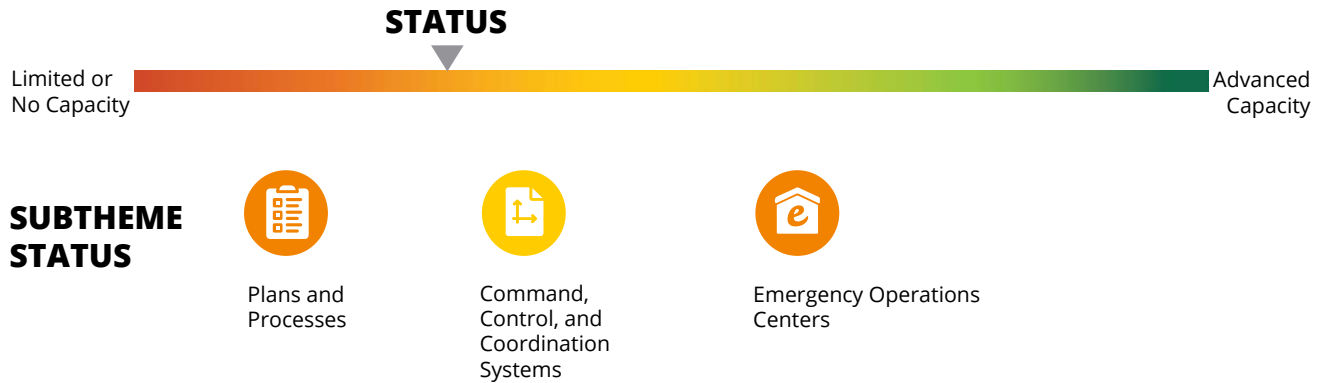 STATUS
Limited or
No Capacity
Advanced
Capacity
SUBTHEME
STATUS
e
Plans and
Processes
Command,
Control, and
Coordination
Systems
Emergency Operations
Centers